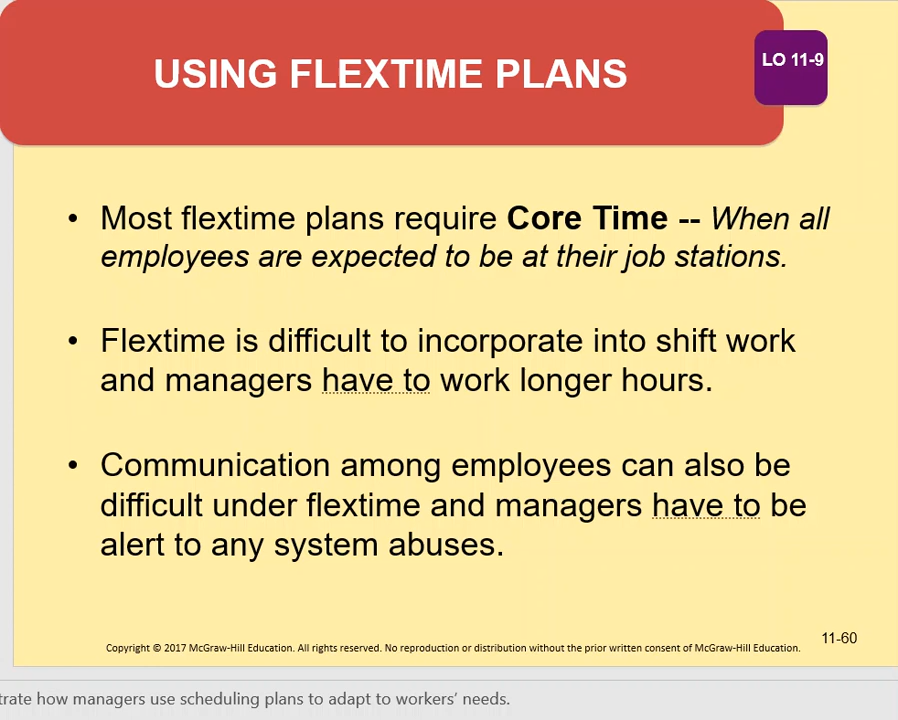 USING FLEXTIME PLANS
LO 11-9
• Most flextime plans require Core Time -- When all
employees are expected to be at their job stations.
• Flextime is difficult to incorporate into shift work
and managers have to work longer hours.
• Communication among employees can also be
difficult under flextime and managers have to be
alert to any system abuses.
11-60
Copyright © 2017 McGraw-Hill Education. All rights reserved. No reproduction or distribution without the prior written consent of McGraw-Hill Education.
trate how managers use scheduling plans to adapt to workers’ needs.